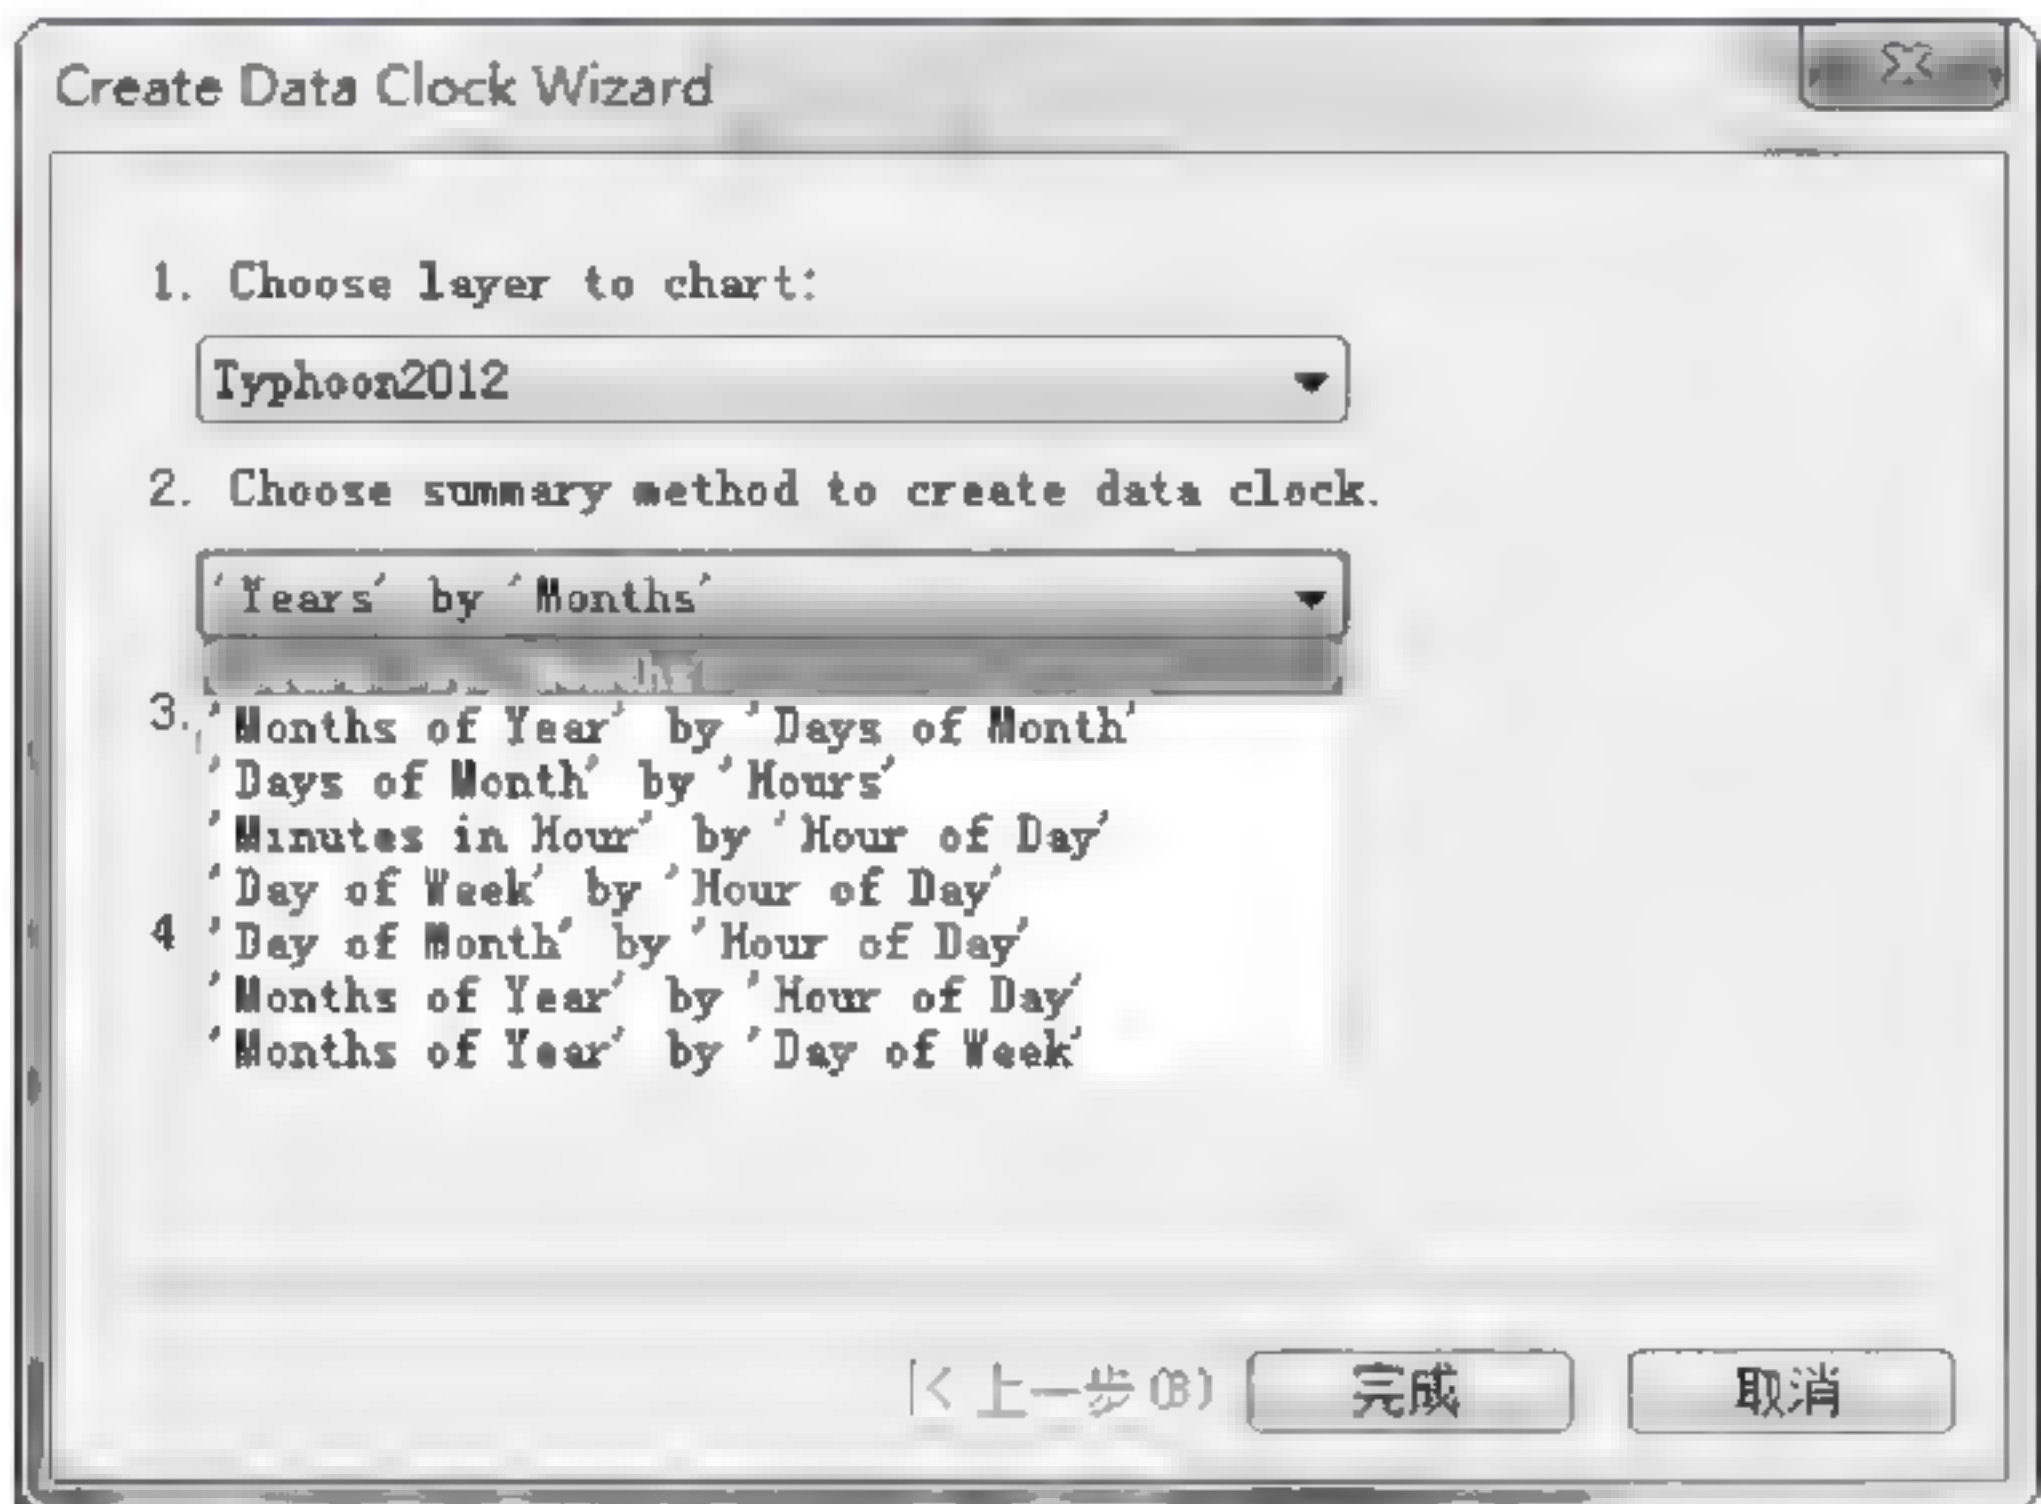 Create Data Clock Wizard
1. Choose layer to chart:
Typhoon2012
2. Choose summary method to create data clock.
'Years' by 'Months'
3.
'Months of Year' by 'Days of Month'
'Days of Month' by 'Hours'
'Minutes in Hour' by 'Hour of Day'
'Day of Week' by 'Hour of Day'
4
'Day of Month' by 'Hour of Day'
'Months of Year' by 'Hour of Day'
'Months of Year' by 'Day of Week'
< 上一步(B) 完成 取消